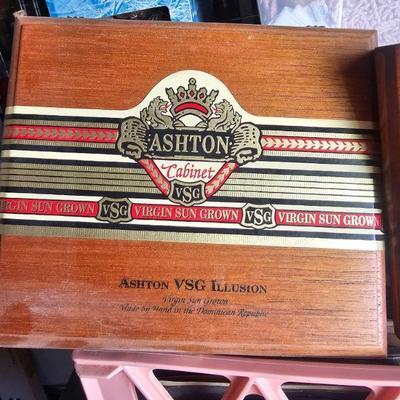 ASHTON
Cabinet
VSG
VIRGIN SUN GROWN VSG VIRGIN SUN GROWN VSG VIRGIN SUN GROWN
ASHTON VSG ILLUSION
Virgin Sun Grown
Made by Hand in the Dominican Republic